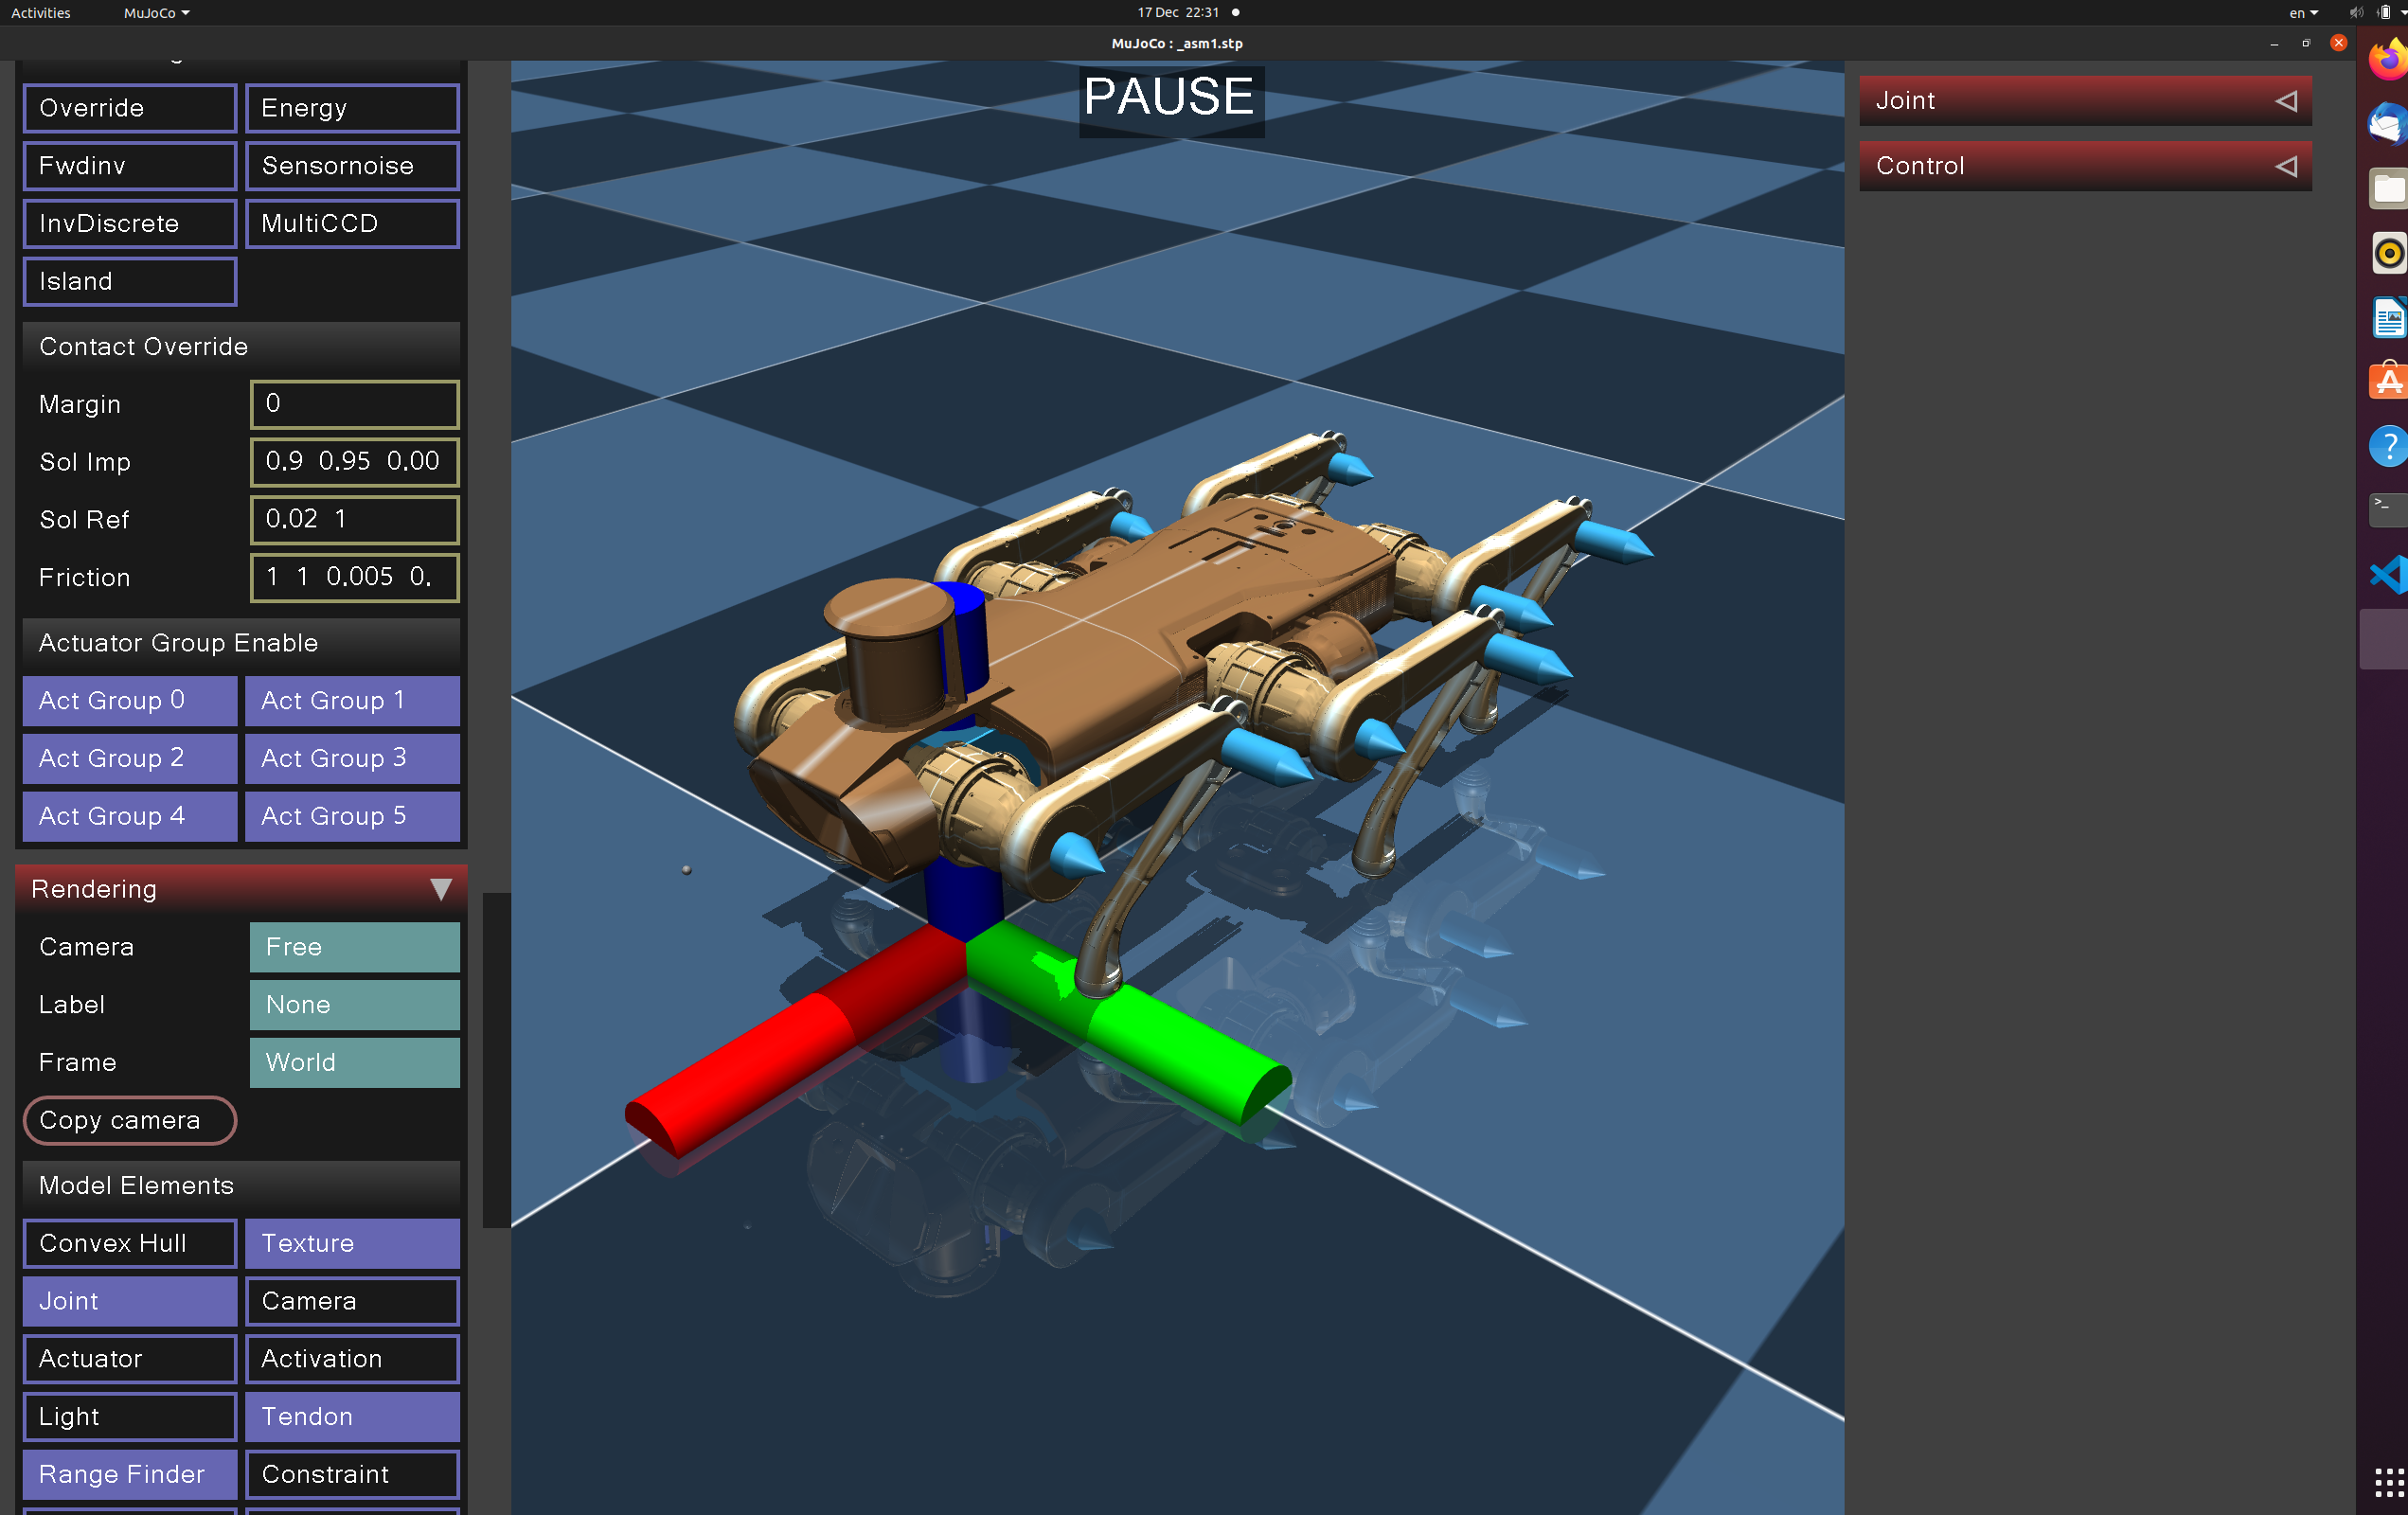 Activities MuJoCo 17 Dec 22:31 en
MuJoCo : _asm1.stp
Override Energy
Fwdinv Sensornoise
InvDiscrete MultiCCD
Island
Contact Override
Margin 0
Sol Imp 0.9 0.95 0.00
Sol Ref 0.02 1
Friction 1 1 0.005 0.
Actuator Group Enable
Act Group 0 Act Group 1
Act Group 2 Act Group 3
Act Group 4 Act Group 5
Rendering
Camera Free
Label None
Frame World
Copy camera
Model Elements
Convex Hull Texture
Joint Camera
Actuator Activation
Light Tendon
Range Finder Constraint
PAUSE
Joint
Control